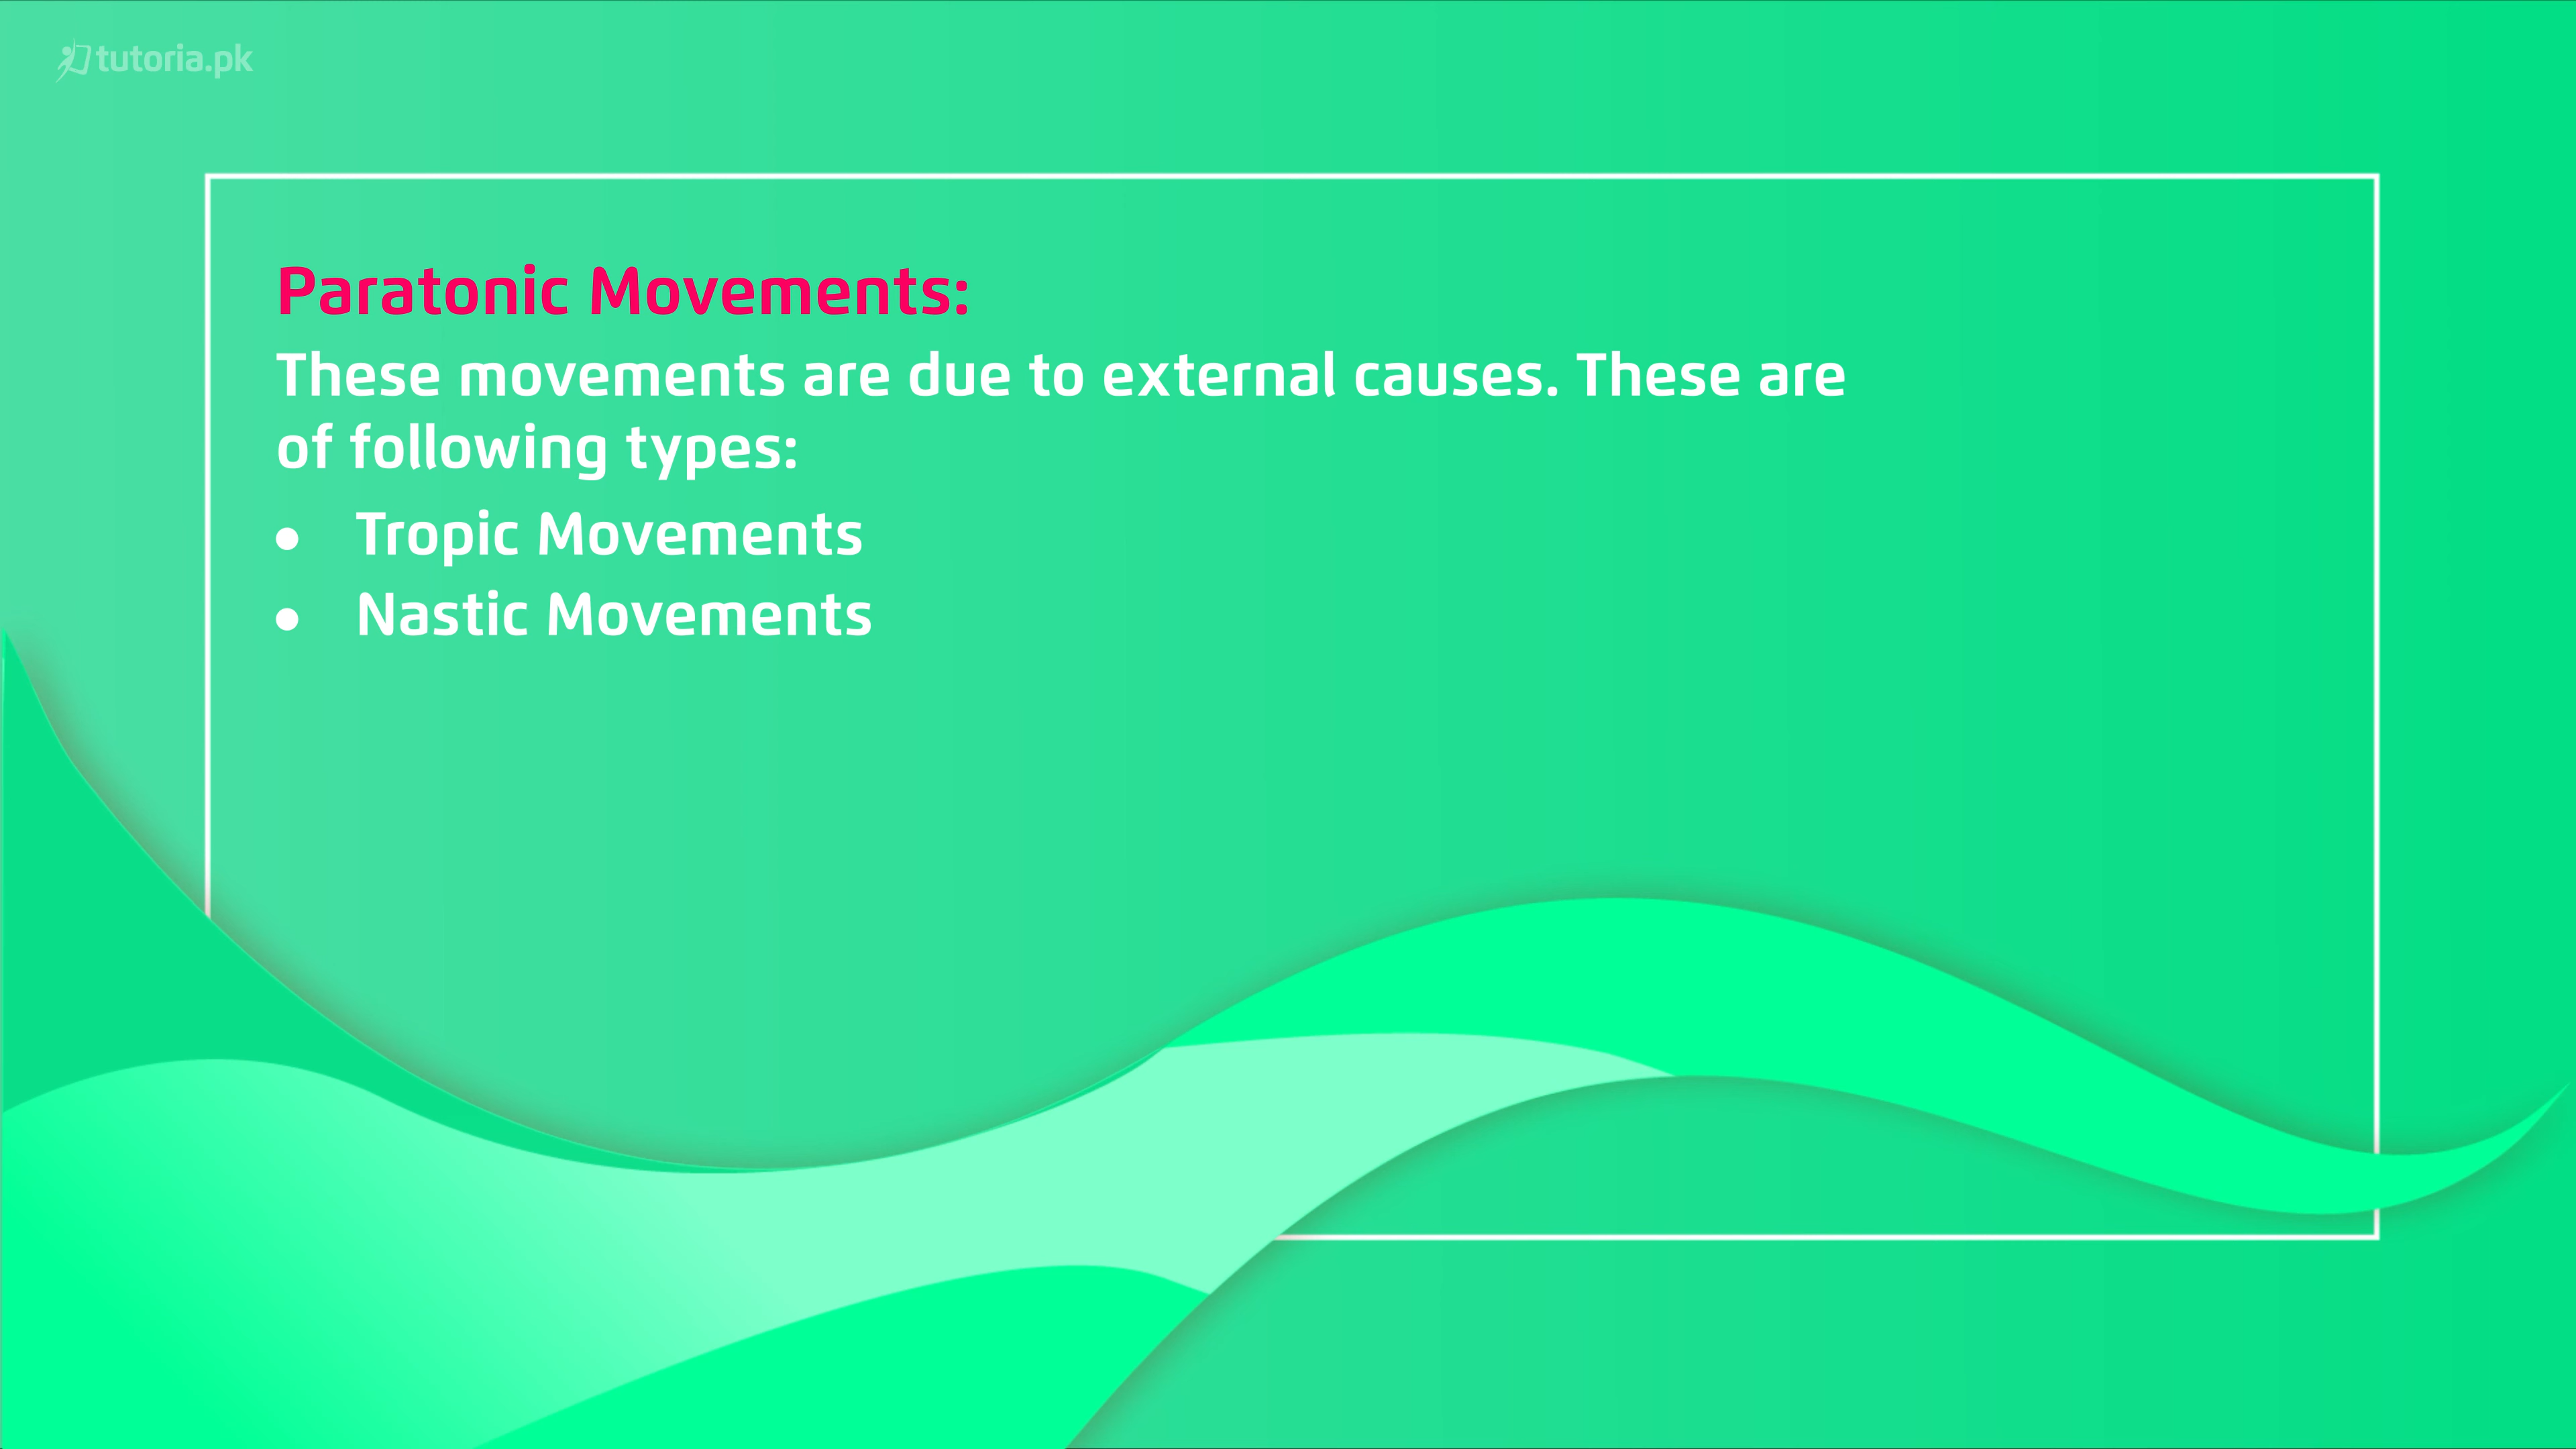 tutoria.pk
Paratonic Movements:
These movements are due to external causes. These are
of following types:
• Tropic Movements
• Nastic Movements